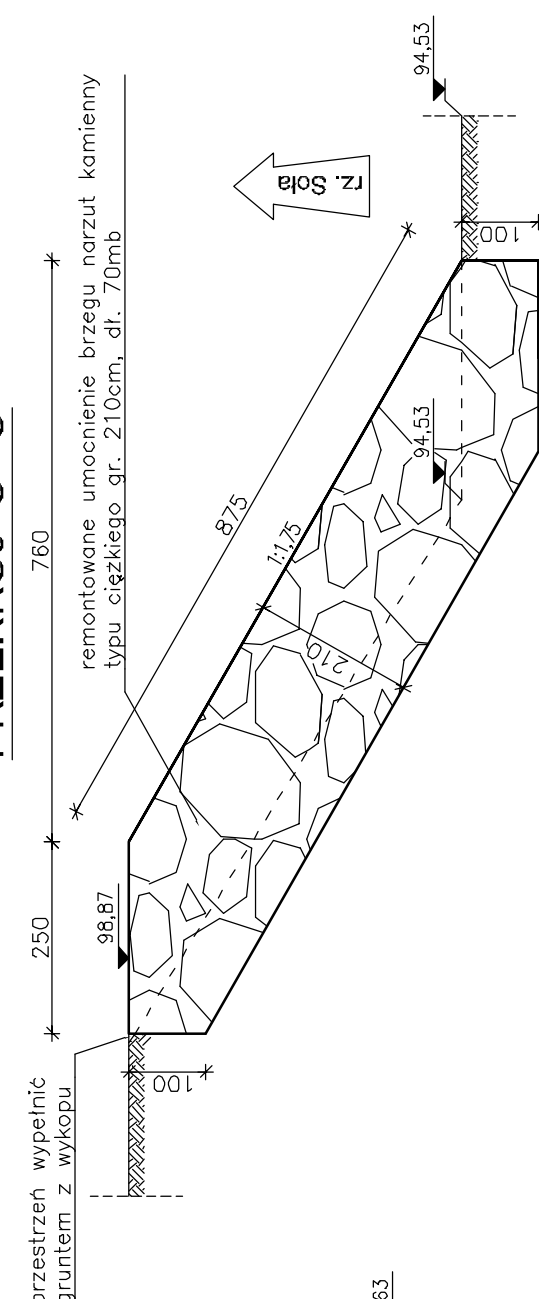 250
760
remontowane umocnienie brzegu narzut kamienny
typu ciężkiego gr. 210cm, dł. 70mb
rz. Soła
94,53
875
1:1,75
210
94,53
100
98,87
100
przestrzeń wypełnić
gruntem z wykopu
63